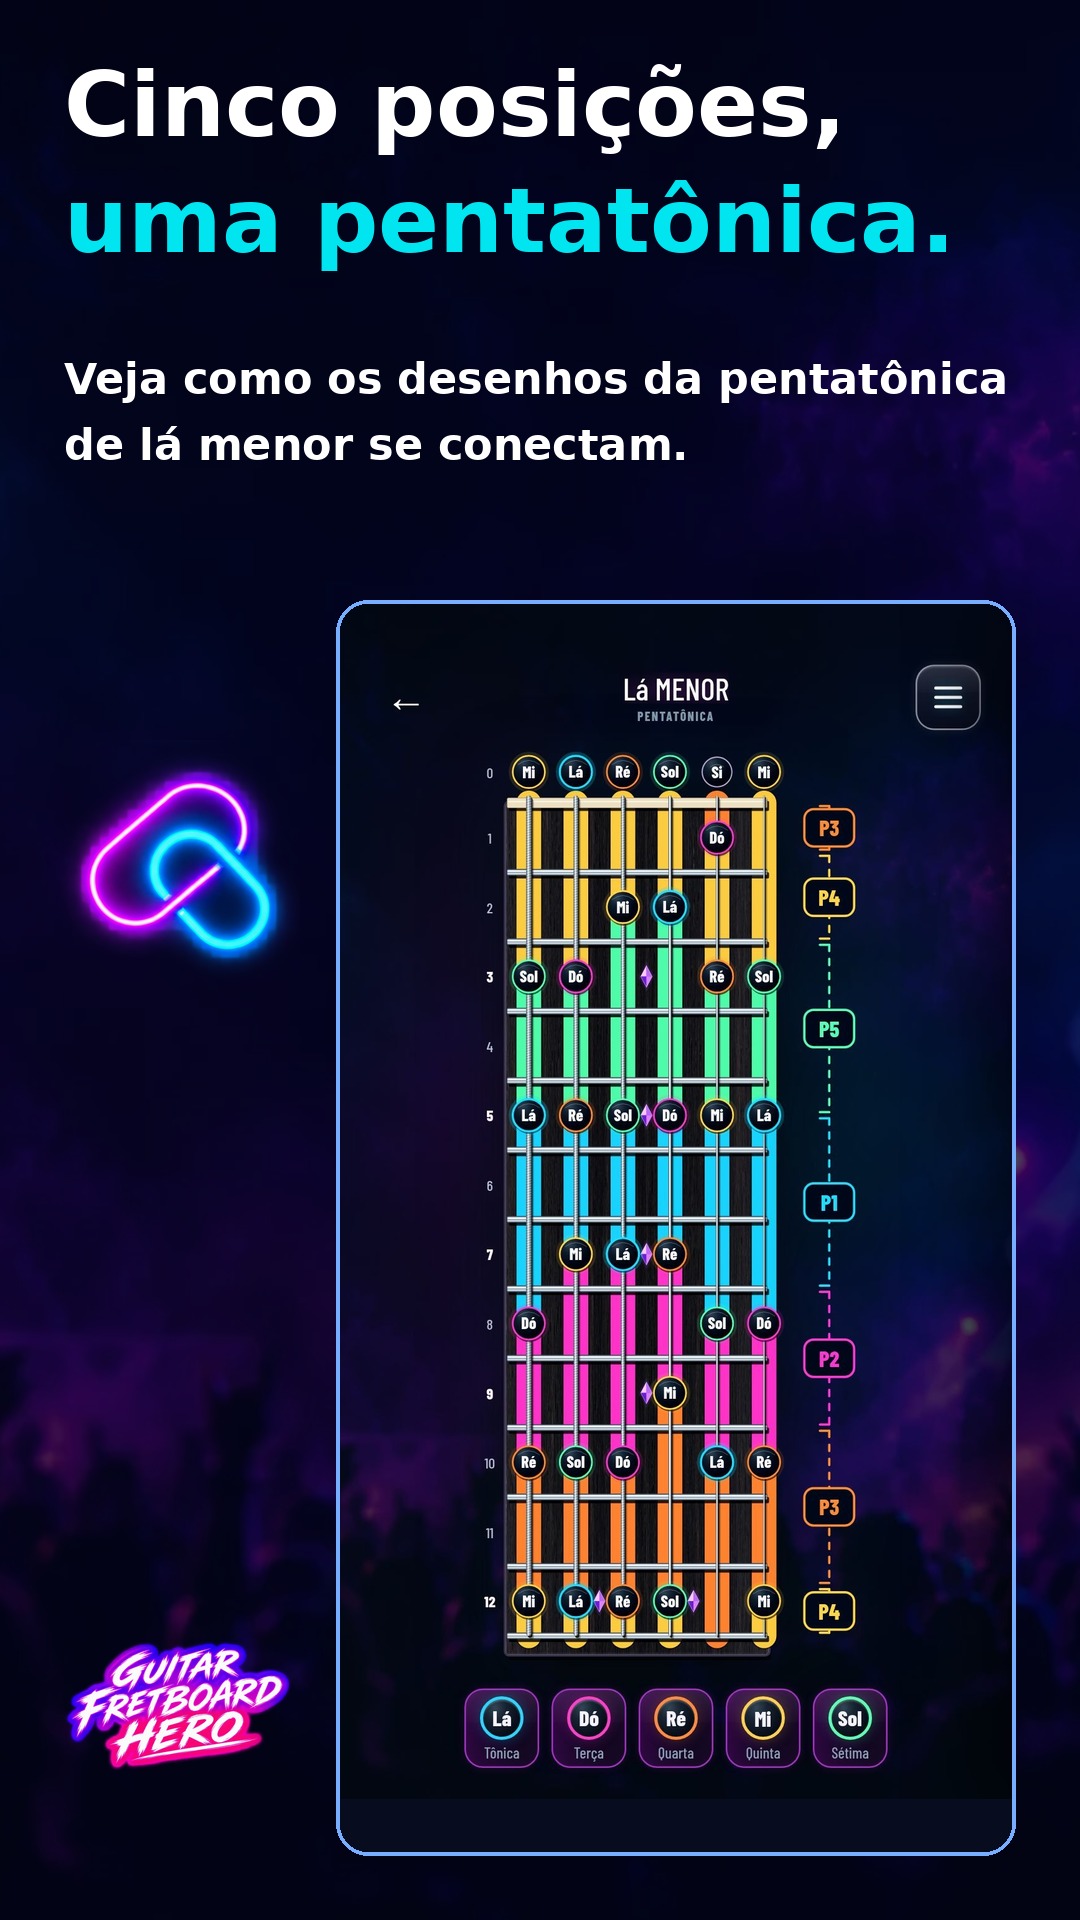 Cinco posições,
uma pentatônica.
Veja como os desenhos da pentatônica
de lá menor se conectam.
←
Lá MENOR
PENTATÔNICA
0 Mi Lá Ré Sol Si Mi
P3
1 Dó
P4
2 Mi Lá
3 Sol Dó Ré Sol
P5
4
5 Lá Ré Sol Dó Mi Lá
6
P1
7 Mi Lá Ré
8 Dó Sol Dó
P2
9 Mi
10 Ré Sol Dó Lá Ré
P3
11
12 Mi Lá Ré Sol Mi
P4
GUITAR
FRETBOARD
HERO
Lá Dó Ré Mi Sol
Tônica Terça Quarta Quinta Sétima